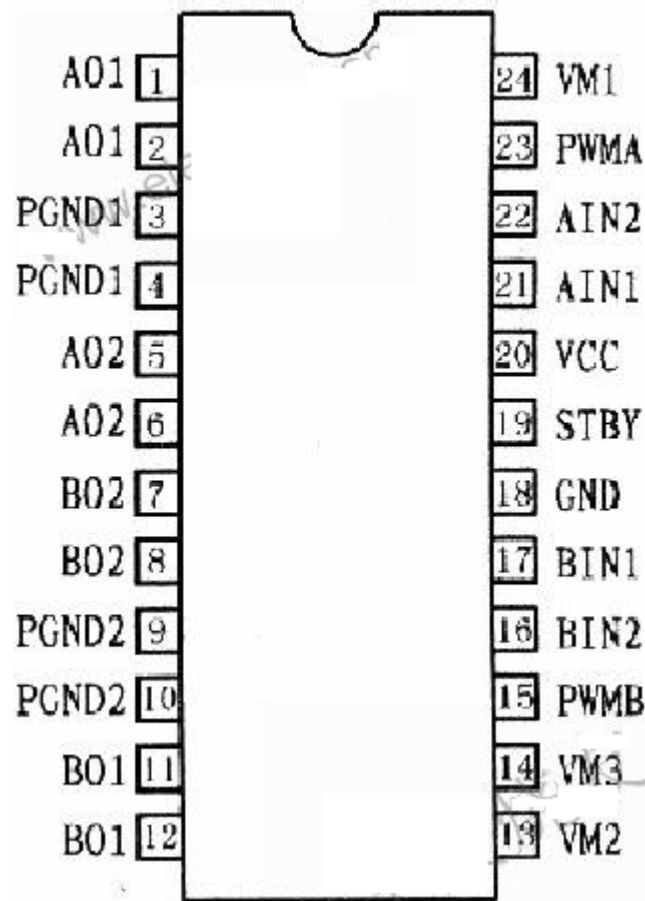 AO1 1 24 VM1
AO1 2 23 PWMA
PGND1 3 22 AIN2
PGND1 4 21 AIN1
AO2 5 20 VCC
AO2 6 19 STBY
BO2 7 18 GND
BO2 8 17 BIN1
PGND2 9 16 BIN2
PGND2 10 15 PWMB
BO1 11 14 VM3
BO1 12 13 VM2